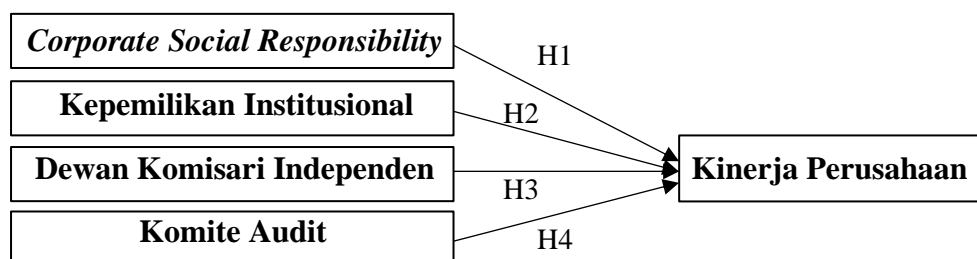 Corporate Social Responsibility
H1
Kepemilikan Institusional
H2
Dewan Komisari Independen
Kinerja Perusahaan
H3
Komite Audit
H4